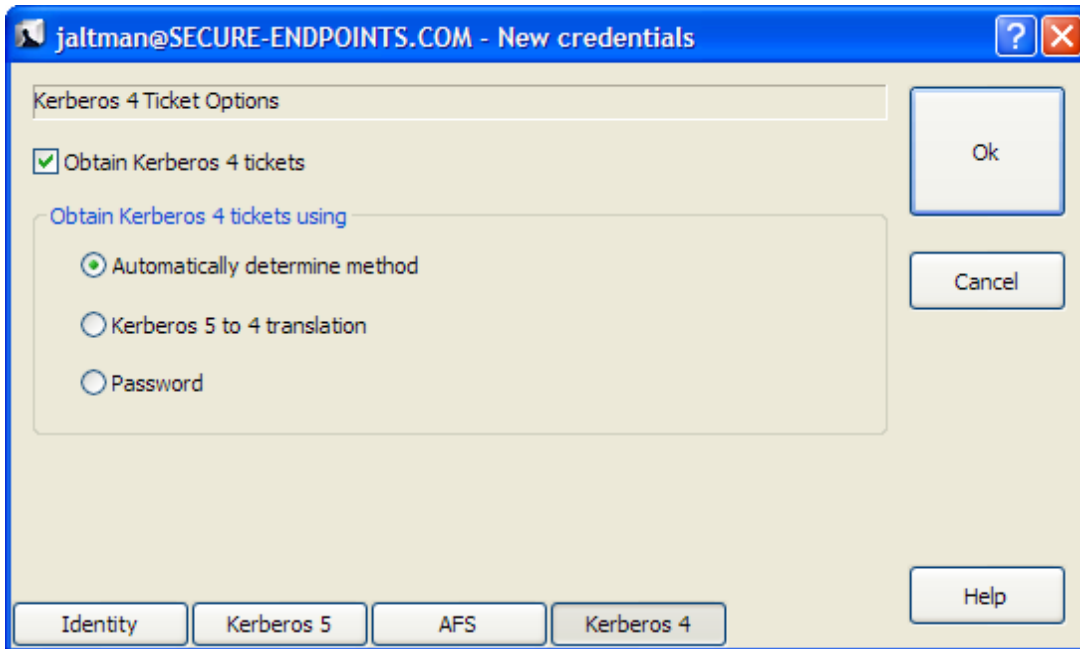 jaltman@SECURE-ENDPOINTS.COM - New credentials
?
Kerberos 4 Ticket Options
Obtain Kerberos 4 tickets
Obtain Kerberos 4 tickets using
Automatically determine method
Kerberos 5 to 4 translation
Password
Ok
Cancel
Help
Identity
Kerberos 5
AFS
Kerberos 4